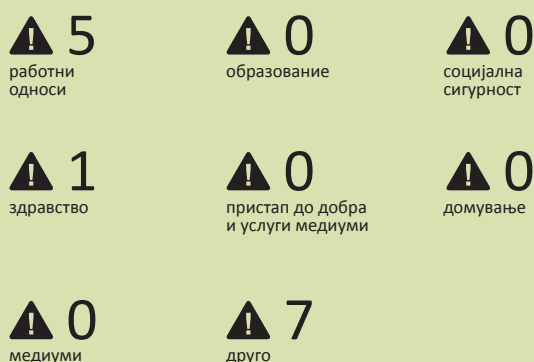 5
работни
односи
0
образование
0
социјална
сигурност
1
здравство
0
пристап до добра
и услуги медиуми
0
домување
0
медиуми
7
друго